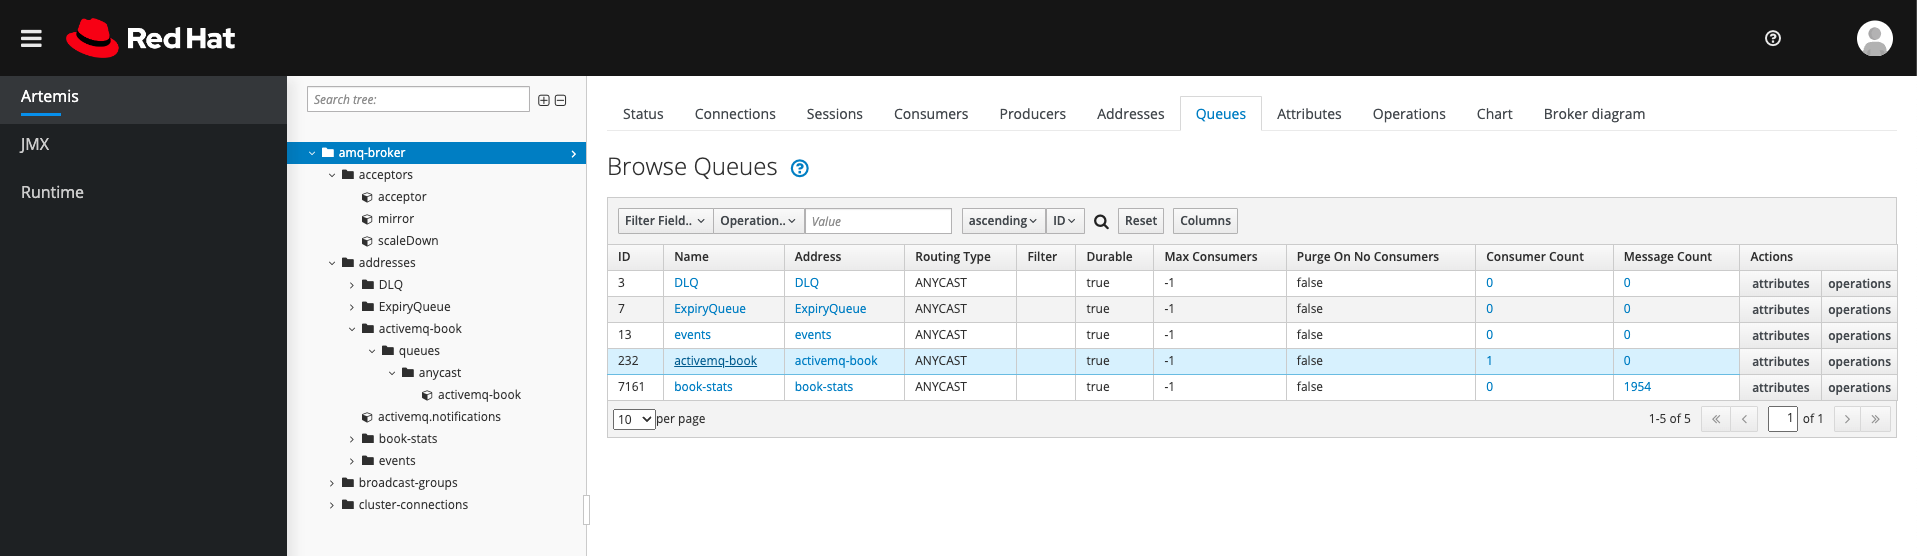 Red Hat
Artemis
JMX
Runtime
Search tree:
amq-broker
acceptors
acceptor
mirror
scaleDown
addresses
DLQ
ExpiryQueue
activemq-book
queues
anycast
activemq-book
activemq.notifications
book-stats
events
broadcast-groups
cluster-connections
Status Connections Sessions Consumers Producers Addresses Queues Attributes Operations Chart Broker diagram
Browse Queues
Filter Field.. Operation.. Value ascending ID Reset Columns
ID Name Address Routing Type Filter Durable Max Consumers Purge On No Consumers Consumer Count Message Count Actions
3 DLQ DLQ ANYCAST true -1 false 0 0 attributes operations
7 ExpiryQueue ExpiryQueue ANYCAST true -1 false 0 0 attributes operations
13 events events ANYCAST true -1 false 0 0 attributes operations
232 activemq-book activemq-book ANYCAST true -1 false 1 0 attributes operations
7161 book-stats book-stats ANYCAST true -1 false 0 1954 attributes operations
10 per page 1-5 of 5 « ‹ 1 of 1 › »